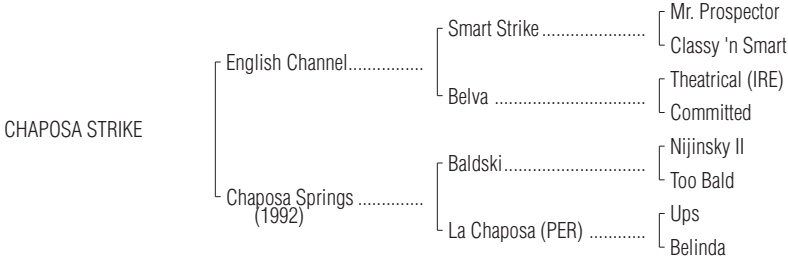 Mr. Prospector
Smart Strike......................
Classy 'n Smart
English Channel................
Theatrical (IRE)
Belva ................................
Committed
CHAPOSA STRIKE
Nijinsky II
Baldski..............................
Too Bald
Chaposa Springs ..............
(1992)
Ups
La Chaposa (PER) ............
Belinda